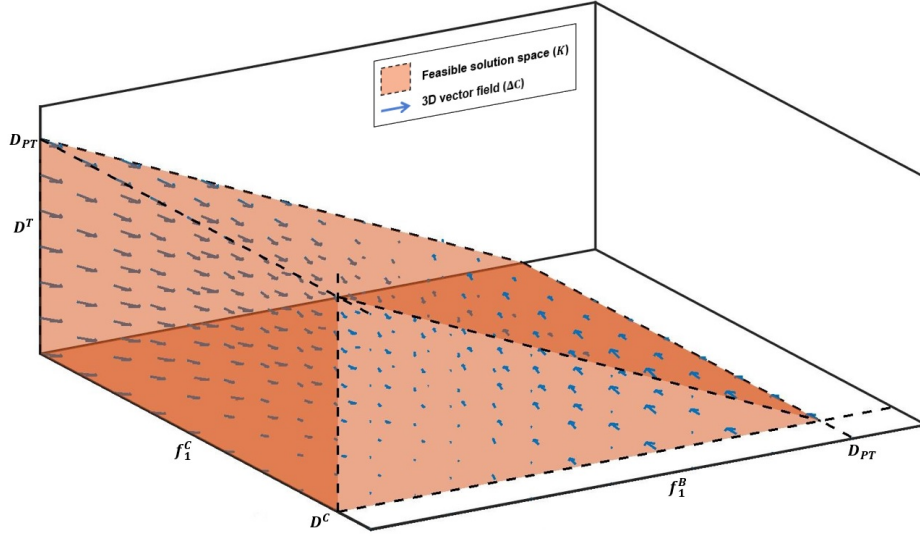 Feasible solution space (K)
3D vector field (ΔC)
D_PT
D^T
f_1^C
D^C
f_1^B
D_PT